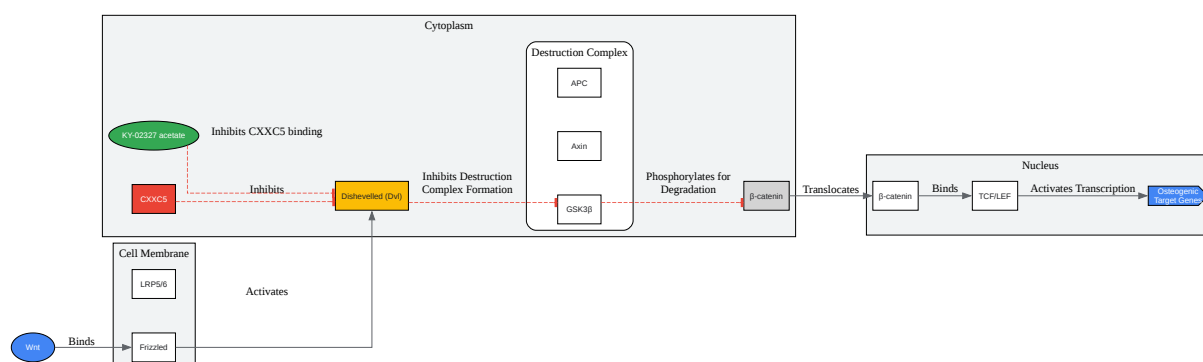 Cytoplasm
Destruction Complex
APC
KY-02327 acetate
Inhibits CXXC5 binding
Axin
Nucleus
Inhibits Destruction
Complex Formation
Phosphorylates for
Degradation
CXXC5
Inhibits
Dishevelled (Dvl)
GSK3β
β-catenin
Translocates
β-catenin
Binds
TCF/LEF
Activates Transcription
Osteogenic
Target Genes
Cell Membrane
LRP5/6
Activates
Wnt
Binds
Frizzled